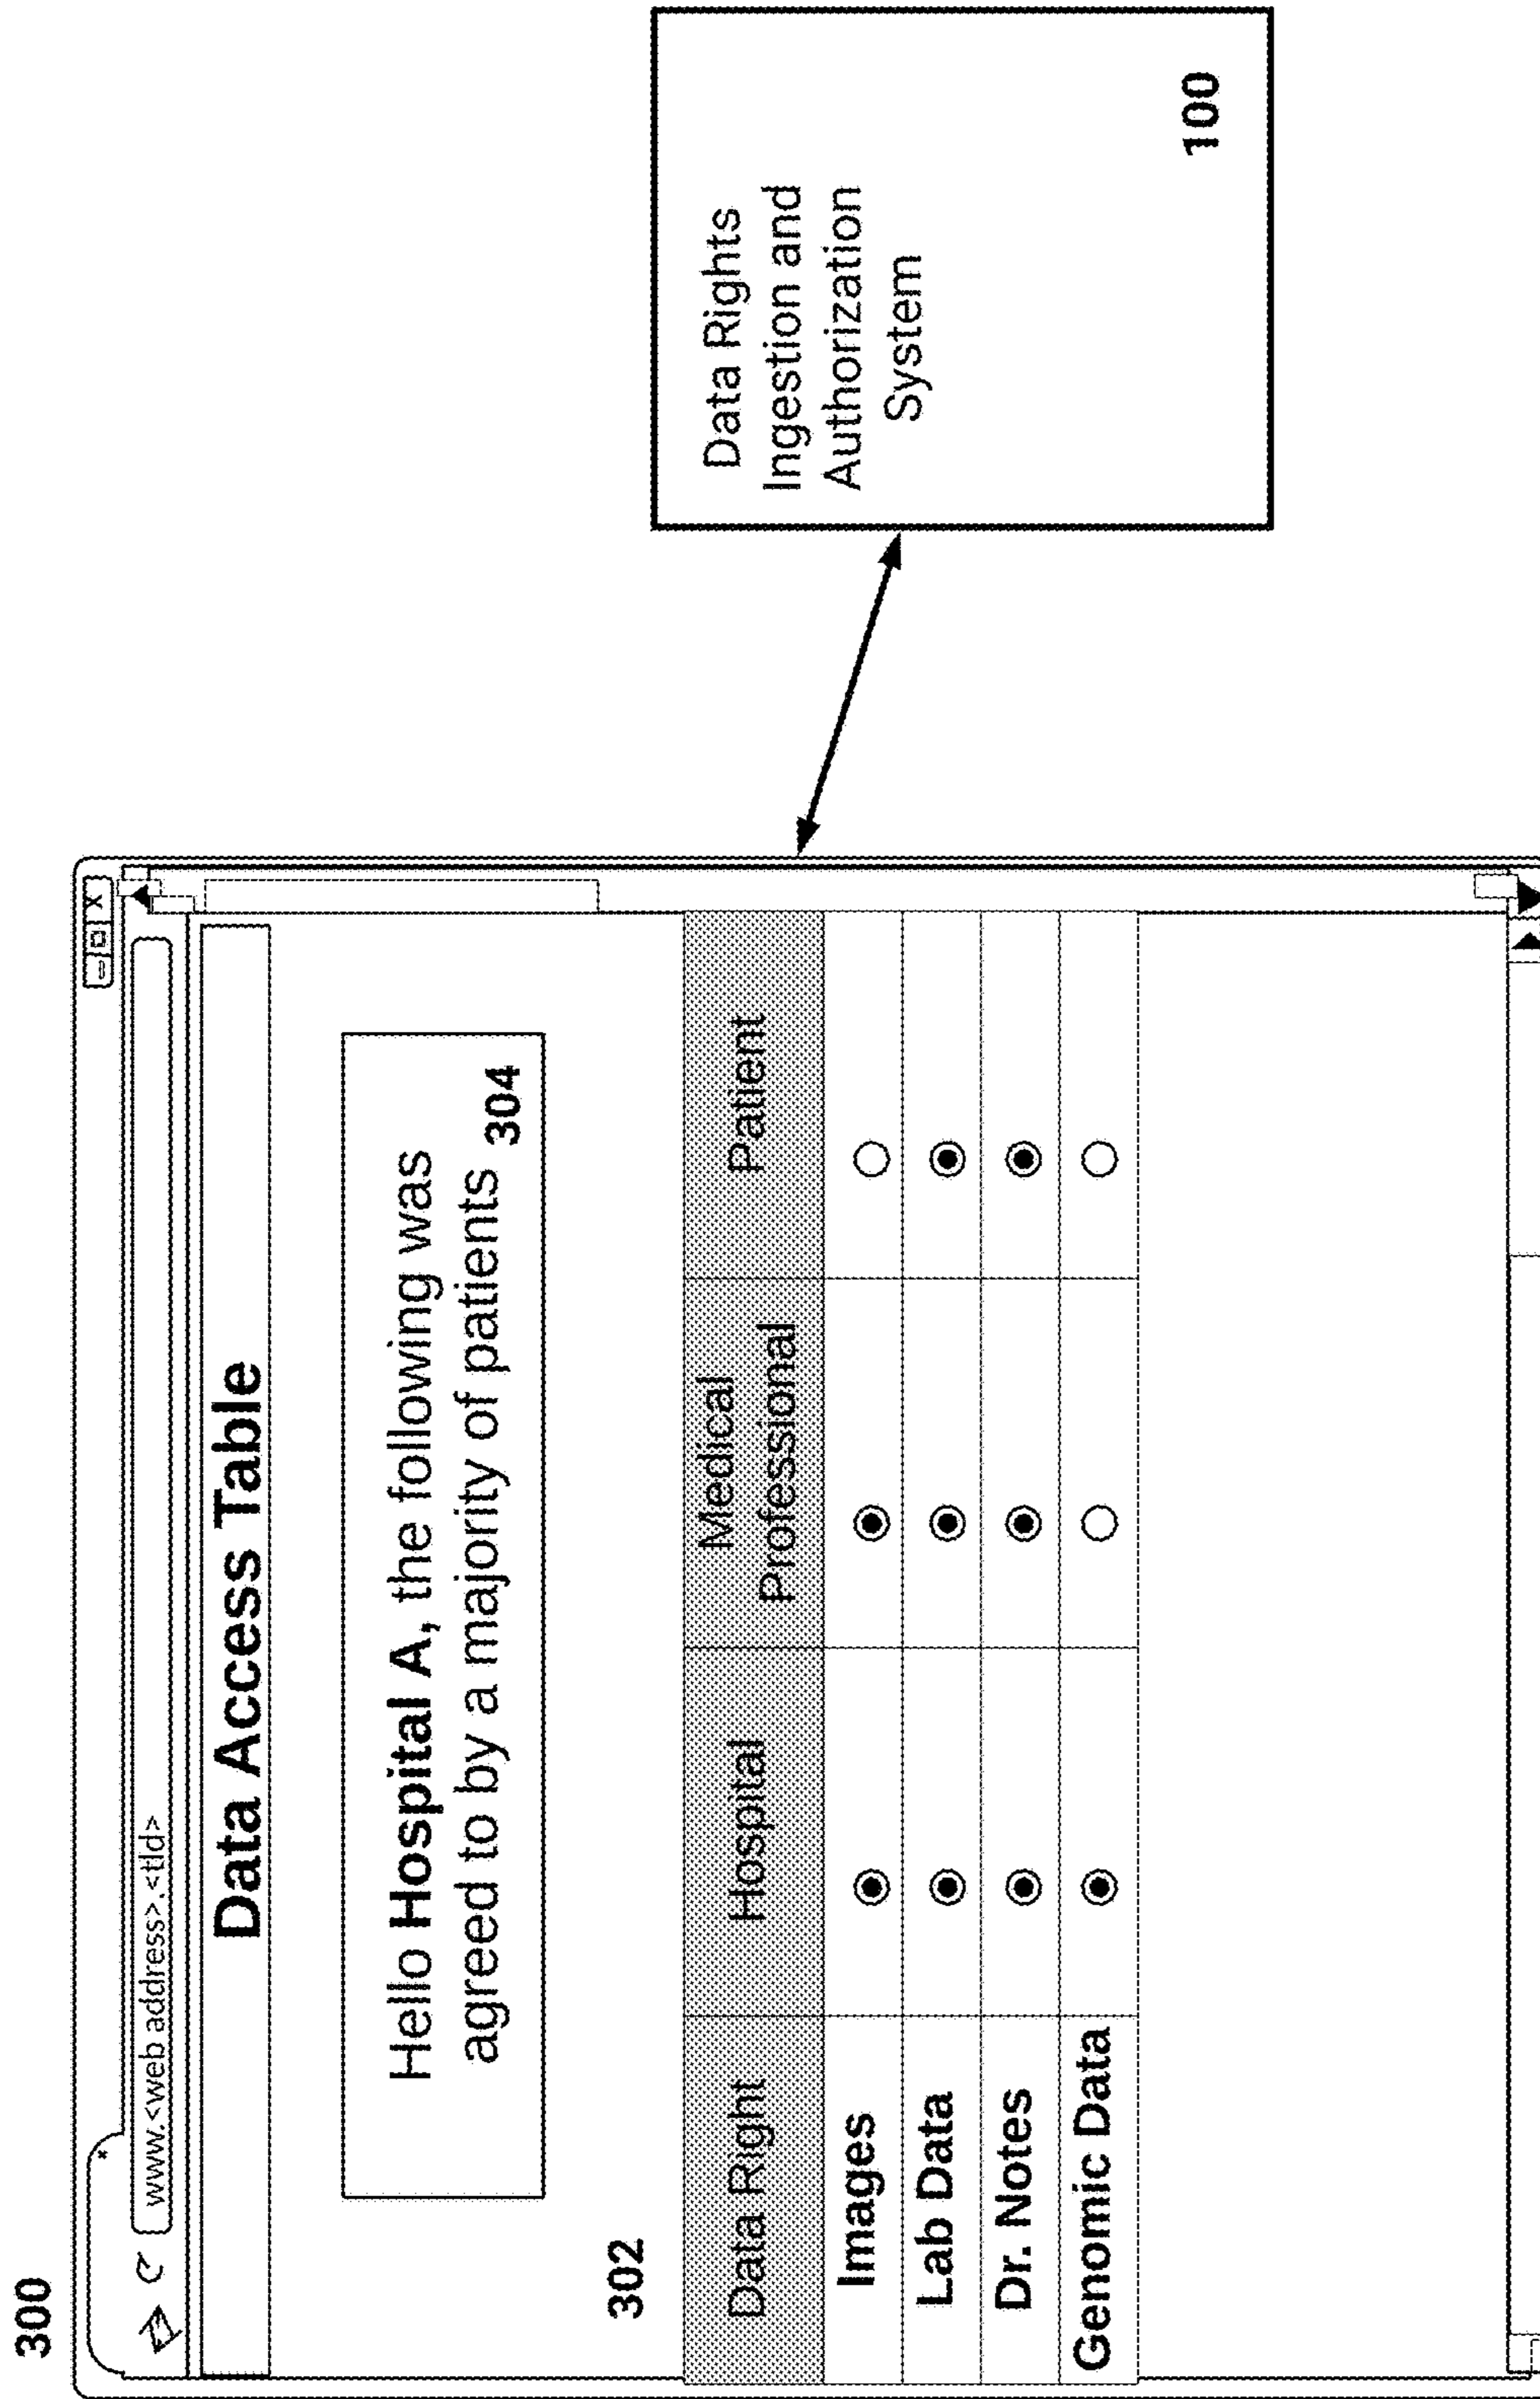 300
www.<web address>.<tld>
Data Access Table
Hello Hospital A, the following was
agreed to by a majority of patients
304
302
Data Right Hospital Medical Professional Patient
Images
Lab Data
Dr. Notes
Genomic Data
Data Rights
Ingestion and
Authorization
System
100